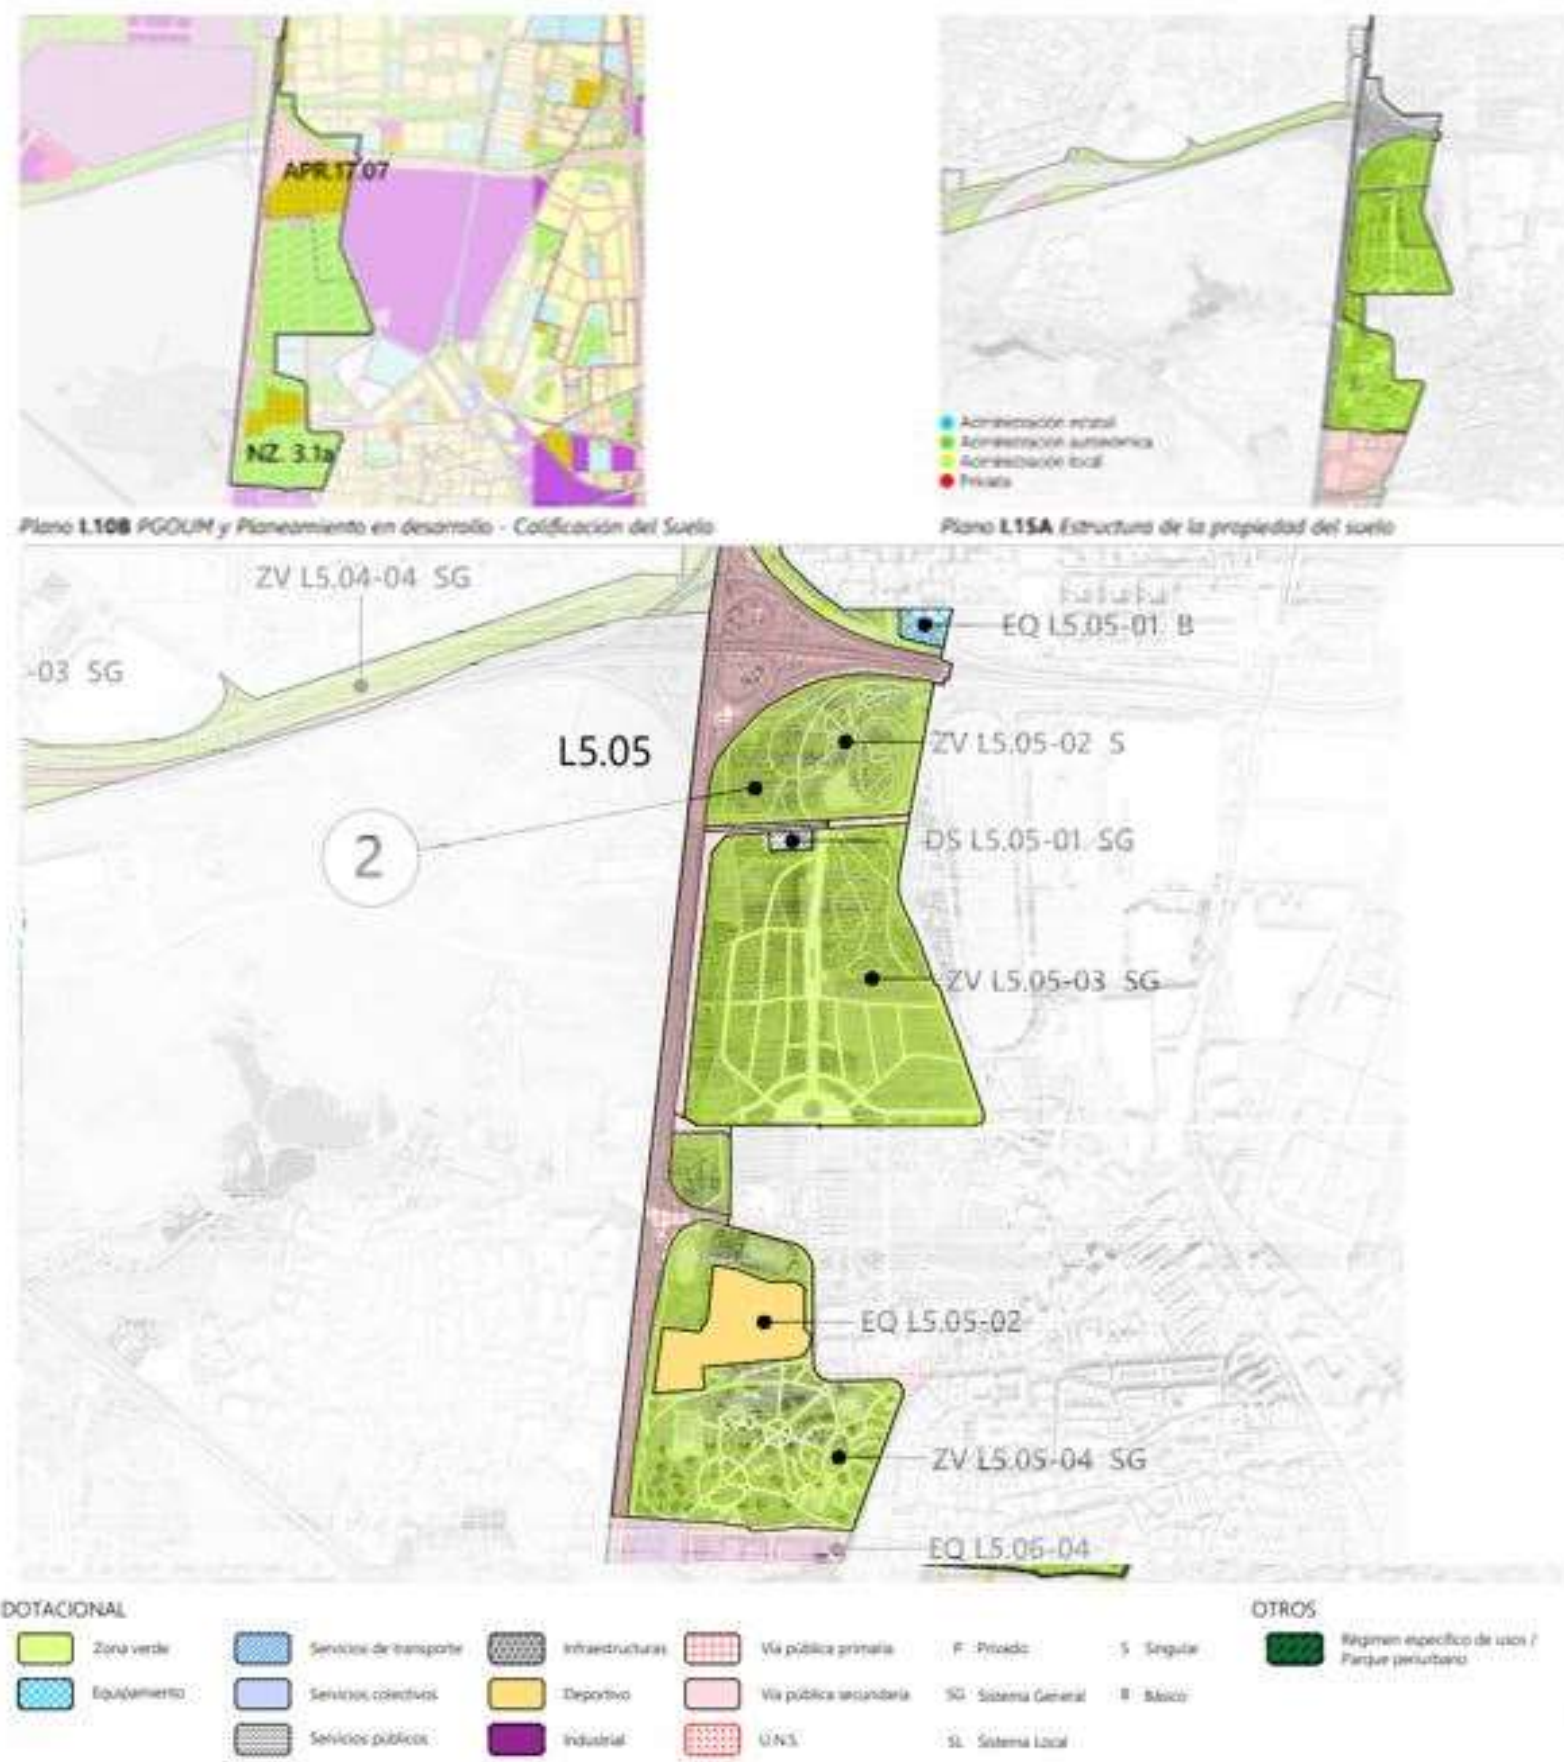 APR.17.07
NZ. 3.1a
Administración estatal
Administración autonómica
Administración local
Privado
Plano I.10B PGOUM y Planeamiento en desarrollo - Calificación del Suelo
Plano I.15A Estructura de la propiedad del suelo
ZV L5.04-04 SG
EQ L5.05-01 B
-03 SG
L5.05
ZV L5.05-02 S
2
DS L5.05-01 SG
ZV L5.05-03 SG
EQ L5.05-02
ZV L5.05-04 SG
EQ L5.06-04
DOTACIONAL
OTROS
Zona verde
Servicios de transporte
Infraestructuras
Vía pública primaria
P Privado
S Singular
Régimen específico de usos /
Parque periurbano
Equipamiento
Servicios colectivos
Deportivo
Vía pública secundaria
SG Sistema General
B Básico
Servicios públicos
Industrial
U.N.S.
SL Sistema Local